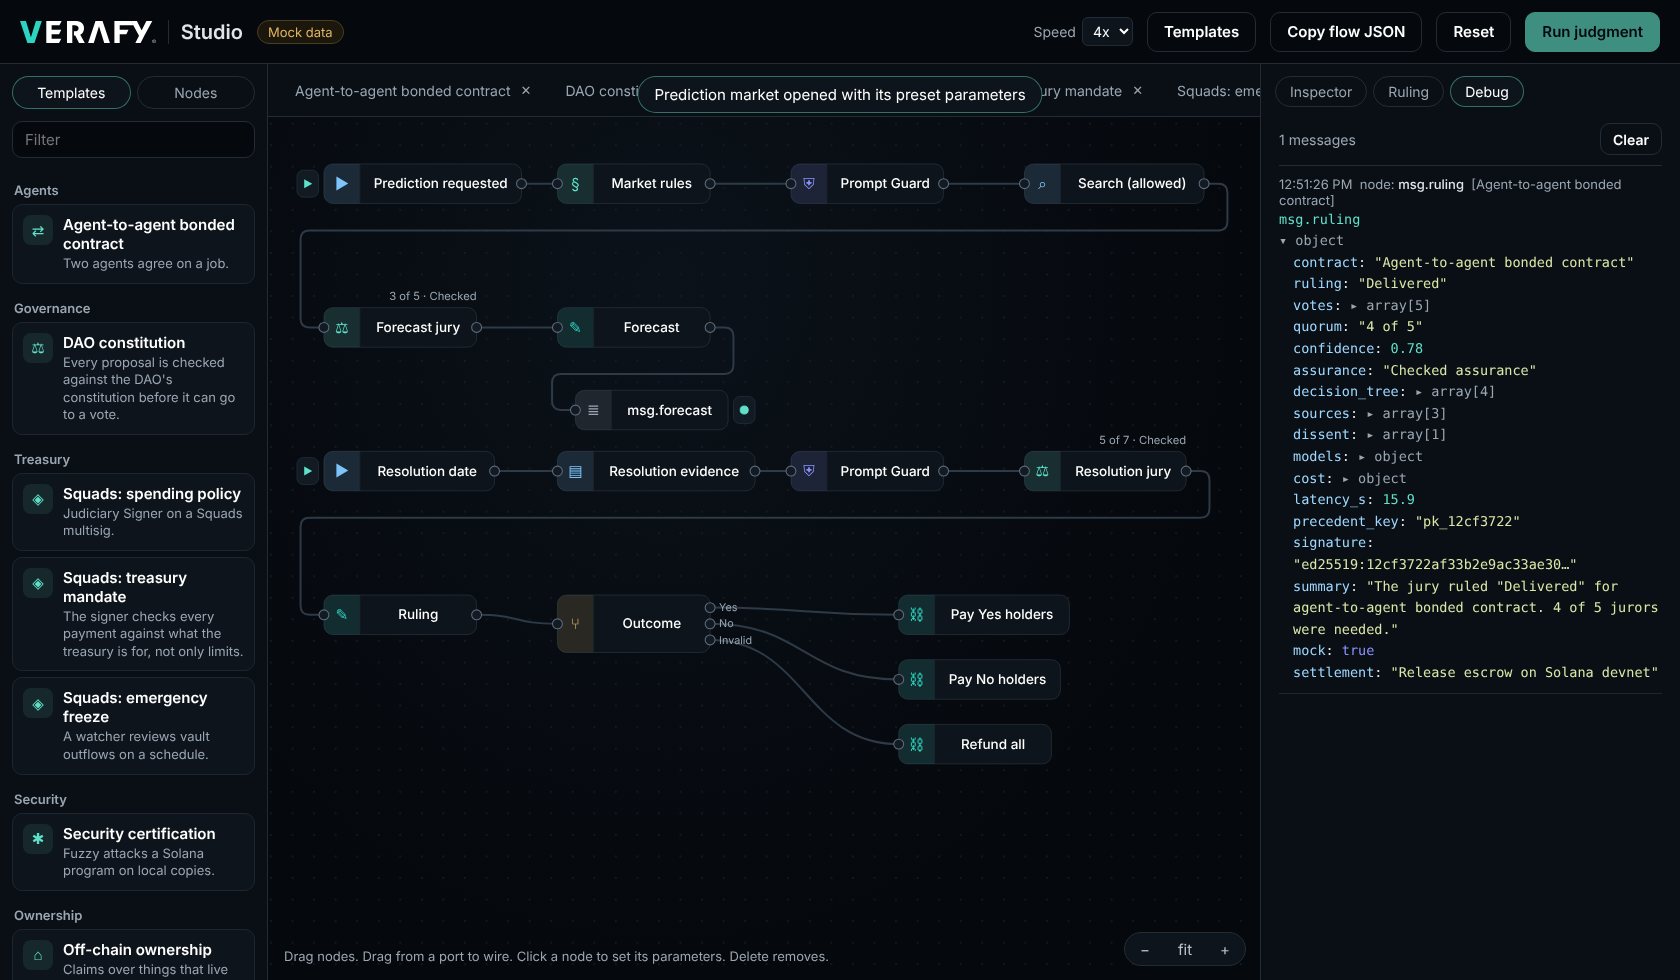 VERAFY
Studio
Mock data
Speed
4x
Templates
Copy flow JSON
Reset
Run judgment
Templates
Nodes
Filter
Agents
Agent-to-agent bonded
contract
Two agents agree on a job.
Governance
DAO constitution
Every proposal is checked
against the DAO's
constitution before it can go
to a vote.
Treasury
Squads: spending policy
Judiciary Signer on a Squads
multisig.
Squads: treasury
mandate
The signer checks every
payment against what the
treasury is for, not only limits.
Squads: emergency
freeze
A watcher reviews vault
outflows on a schedule.
Security
Security certification
Fuzzy attacks a Solana
program on local copies.
Ownership
Off-chain ownership
Claims over things that live
Agent-to-agent bonded contract ×
DAO consti
Prediction market opened with its preset parameters
ury mandate ×
Squads: eme
Prediction requested
§ Market rules
Prompt Guard
Search (allowed)
3 of 5 · Checked
Forecast jury
Forecast
msg.forecast
5 of 7 · Checked
Resolution date
Resolution evidence
Prompt Guard
Resolution jury
Ruling
Outcome
Yes
No
Invalid
Pay Yes holders
Pay No holders
Refund all
Drag nodes. Drag from a port to wire. Click a node to set its parameters. Delete removes.
− fit +
Inspector
Ruling
Debug
1 messages
Clear
12:51:26 PM node: msg.ruling [Agent-to-agent bonded
contract]
msg.ruling
▾ object
contract: "Agent-to-agent bonded contract"
ruling: "Delivered"
votes: ▸ array[5]
quorum: "4 of 5"
confidence: 0.78
assurance: "Checked assurance"
decision_tree: ▸ array[4]
sources: ▸ array[3]
dissent: ▸ array[1]
models: ▸ object
cost: ▸ object
latency_s: 15.9
precedent_key: "pk_12cf3722"
signature:
"ed25519:12cf3722af33b2e9ac33ae30…"
summary: "The jury ruled "Delivered" for
agent-to-agent bonded contract. 4 of 5 jurors
were needed."
mock: true
settlement: "Release escrow on Solana devnet"